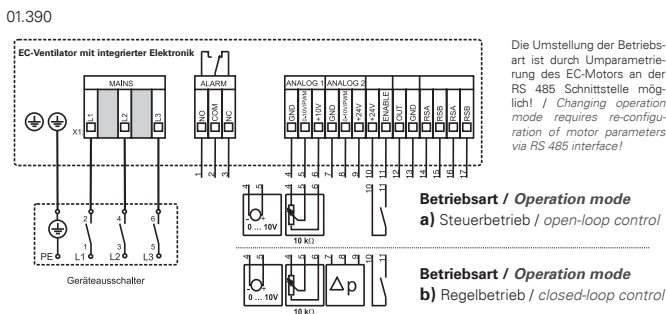 01.390
EC-Ventilator mit integrierter Elektronik
MAINS
ALARM
ANALOG 1 ANALOG 2
X1:
L1
L2
L3
NO
COM
NC
GND
0-10V/PWM
+10V
GND
0-10V/PWM
+24V
+24V
ENABLE
OUT
GND
RSA
RSB
RSA
RSB
1 2 3 4 5 6 7 8 9 10 11 12 13 14 15 16 17
Die Umstellung der Betriebs-
art ist durch Umparametrie-
rung des EC-Motors an der
RS 485 Schnittstelle mög-
lich! / Changing operation
mode requires re-configu-
ration of motor parameters
via RS 485 interface!
2 4 6
1 3 5
PE L1 L2 L3
Geräteausschalter
4 5 4 5 6 10 11
- +
0 ... 10V
10 kΩ
Betriebsart / Operation mode
a) Steuerbetrieb / open-loop control
4 5 4 5 6 7 8 9 10 11
- +
0 ... 10V
10 kΩ
Δp
Betriebsart / Operation mode
b) Regelbetrieb / closed-loop control